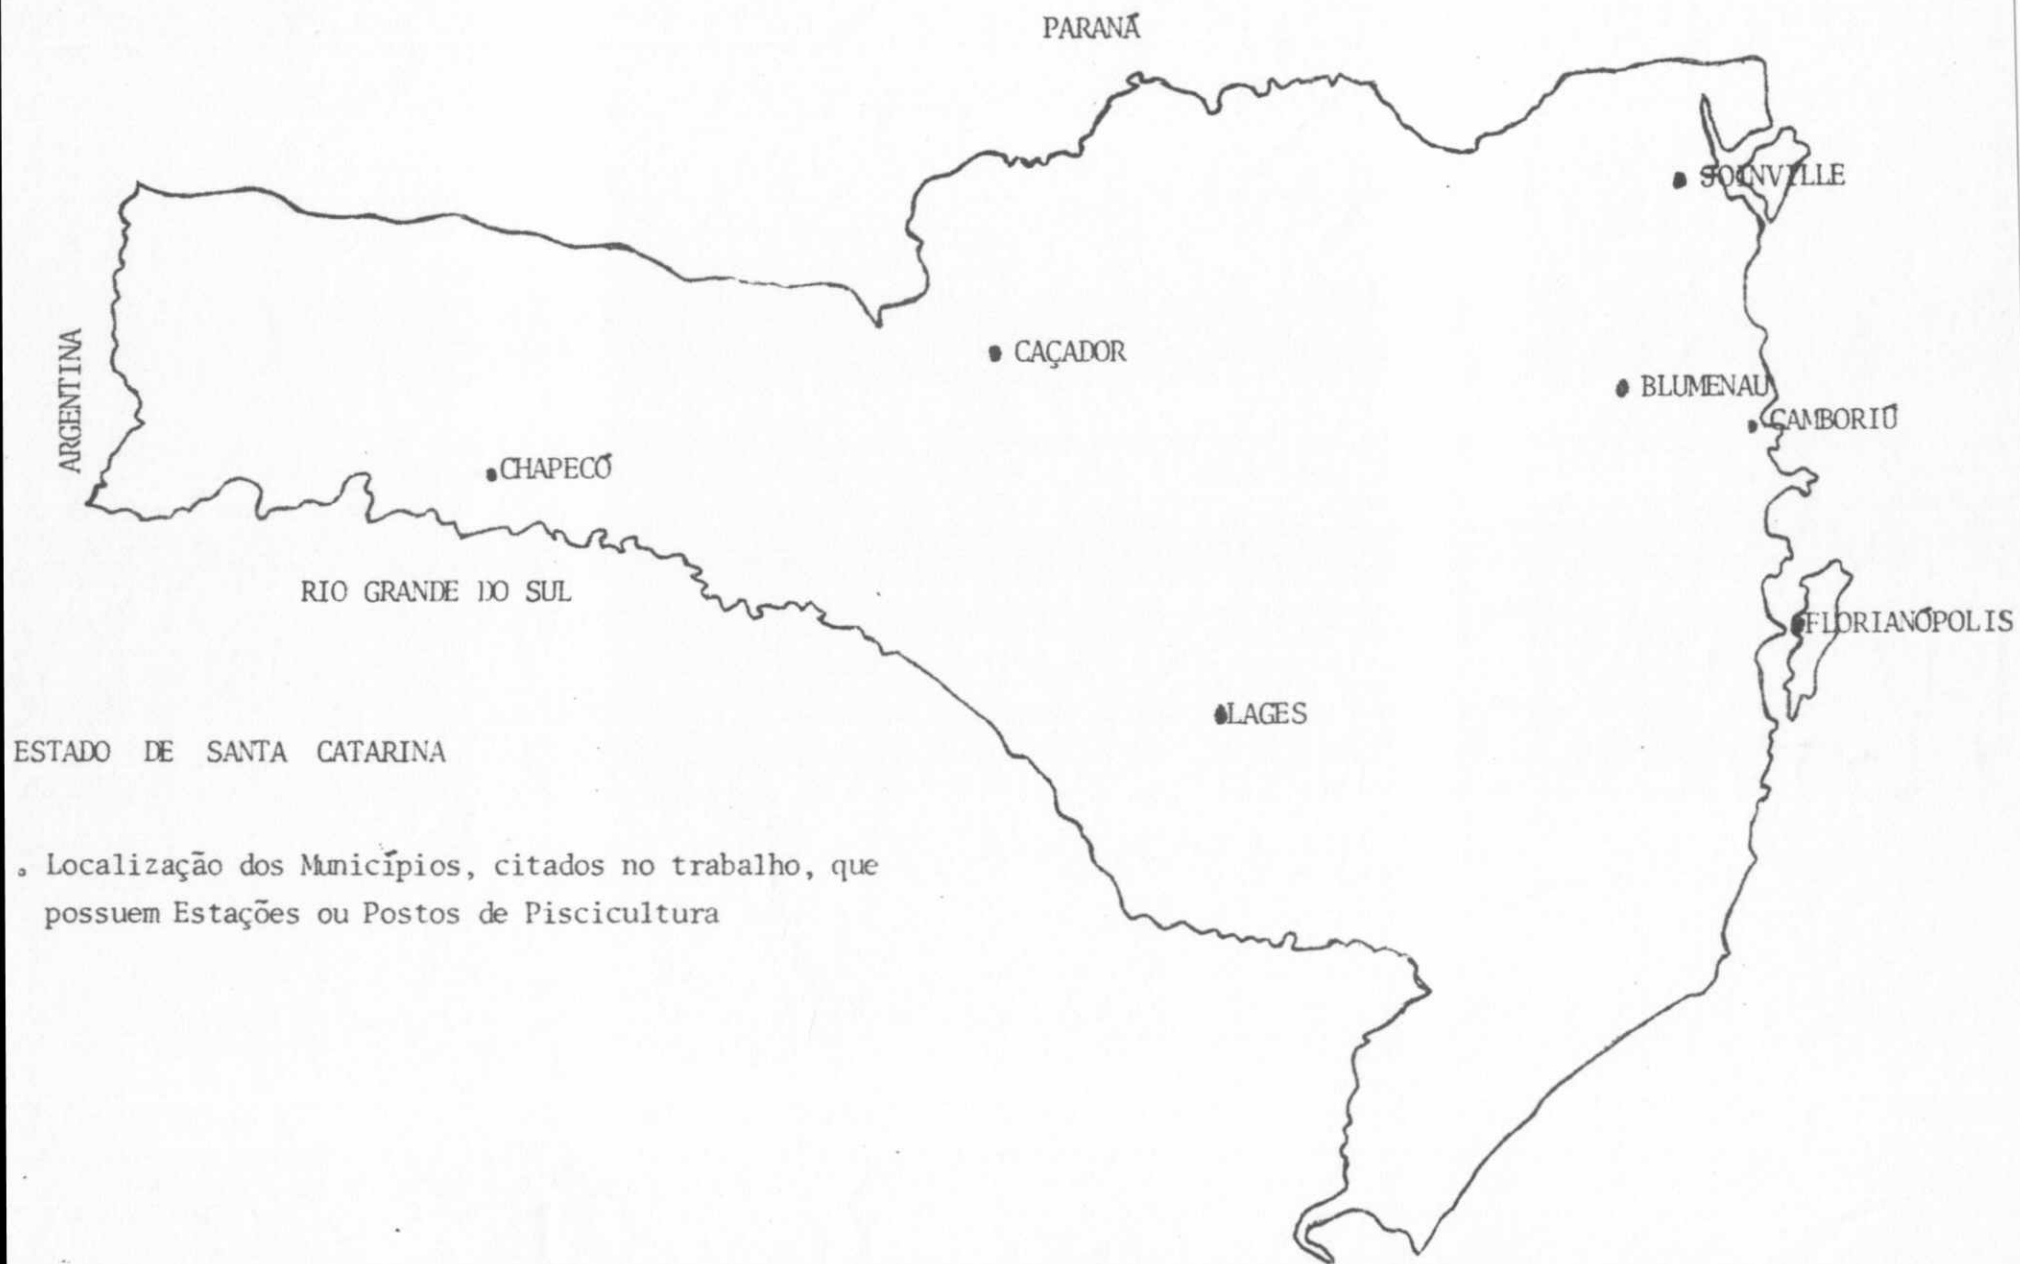 PARANÁ
JOINVILLE
ARGENTINA
CAÇADOR
BLUMENAU
CAMBORIÚ
CHAPECÓ
RIO GRANDE DO SUL
FLORIANÓPOLIS
LAGES
ESTADO DE SANTA CATARINA
. Localização dos Municípios, citados no trabalho, que
possuem Estações ou Postos de Piscicultura